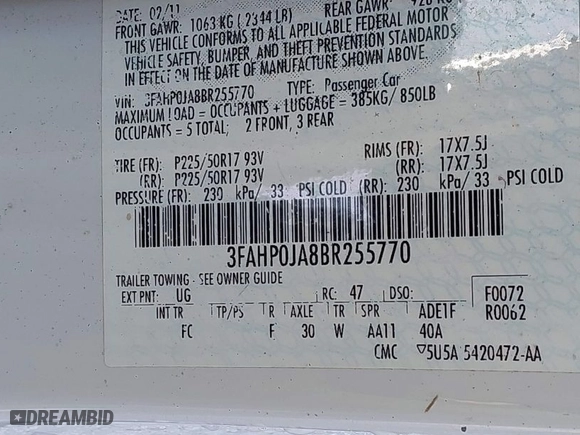 DATE: 02/11
FRONT GAWR: 1063 KG (2344 LB) REAR GAWR: 926 KG
THIS VEHICLE CONFORMS TO ALL APPLICABLE FEDERAL MOTOR
VEHICLE SAFETY, BUMPER, AND THEFT PREVENTION STANDARDS
IN EFFECT ON THE DATE OF MANUFACTURE SHOWN ABOVE.
VIN: 3FAHP0JA8BR255770 TYPE: Passenger Car
MAXIMUM LOAD = OCCUPANTS + LUGGAGE = 385KG/ 850LB
OCCUPANTS = 5 TOTAL; 2 FRONT, 3 REAR
TIRE (FR): P225/50R17 93V RIMS (FR): 17X7.5J
(RR): P225/50R17 93V (RR): 17X7.5J
PRESSURE (FR): 230 kPa/ 33 PSI COLD (RR): 230 kPa/ 33 PSI COLD
3FAHP0JA8BR255770
TRAILER TOWING - SEE OWNER GUIDE
EXT PNT: UG RC: 47 DSO: F0072
INT TR TP/PS R AXLE TR SPR ADE1F R0062
FC F 30 W AA11 40A
CMC ▽5U5A 5420472-AA
DREAMBID